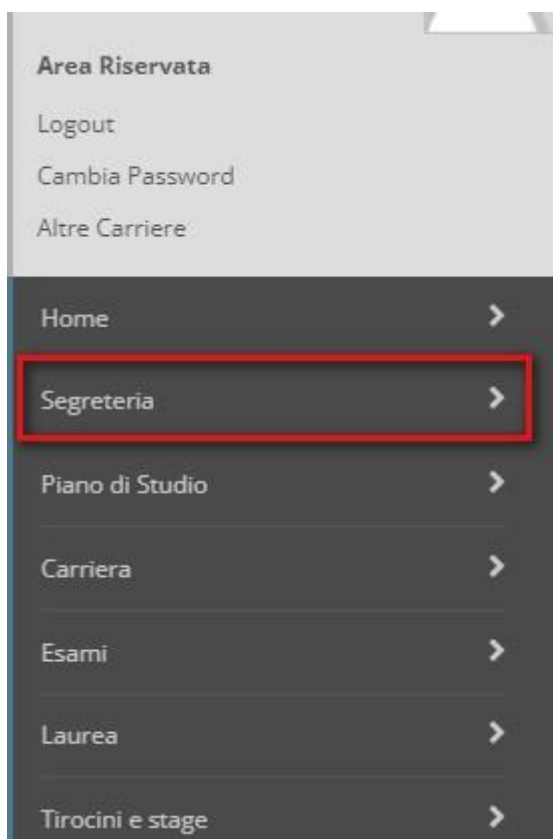 Area Riservata
Logout
Cambia Password
Altre Carriere
Home
Segreteria
Piano di Studio
Carriera
Esami
Laurea
Tirocini e stage